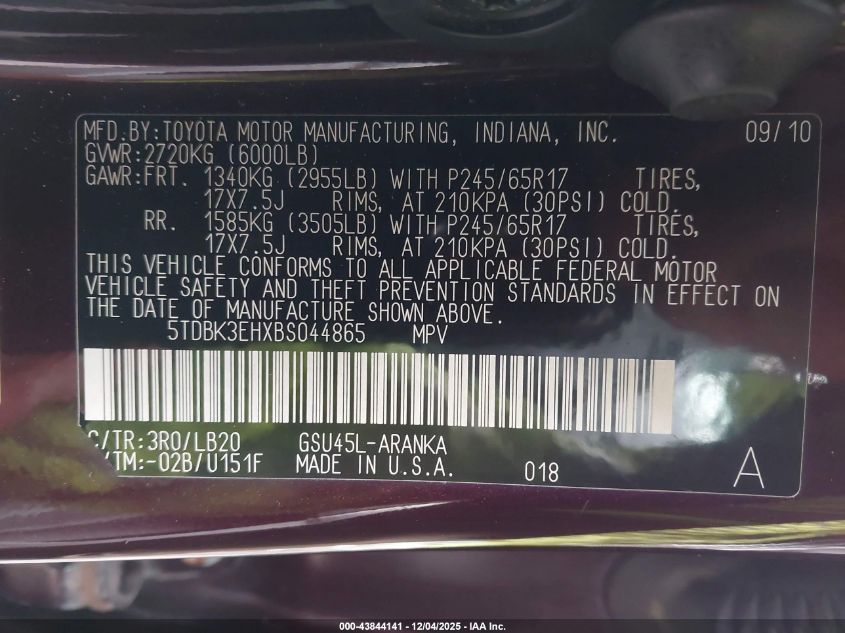 MFD.BY:TOYOTA MOTOR MANUFACTURING, INDIANA, INC. 09/10
GVWR:2720KG (6000LB)
GAWR:FRT. 1340KG (2955LB) WITH P245/65R17 TIRES,
17X7.5J RIMS, AT 210KPA (30PSI) COLD.
RR. 1585KG (3505LB) WITH P245/65R17 TIRES,
17X7.5J RIMS, AT 210KPA (30PSI) COLD.
THIS VEHICLE CONFORMS TO ALL APPLICABLE FEDERAL MOTOR
VEHICLE SAFETY AND THEFT PREVENTION STANDARDS IN EFFECT ON
THE DATE OF MANUFACTURE SHOWN ABOVE.
5TDBK3EHXBS044865 MPV
C/TR:3R0/LB20 GSU45L-ARANKA
/TM:-02B/U151F MADE IN U.S.A. 018 A
000-43844141 - 12/04/2025 - IAA Inc.